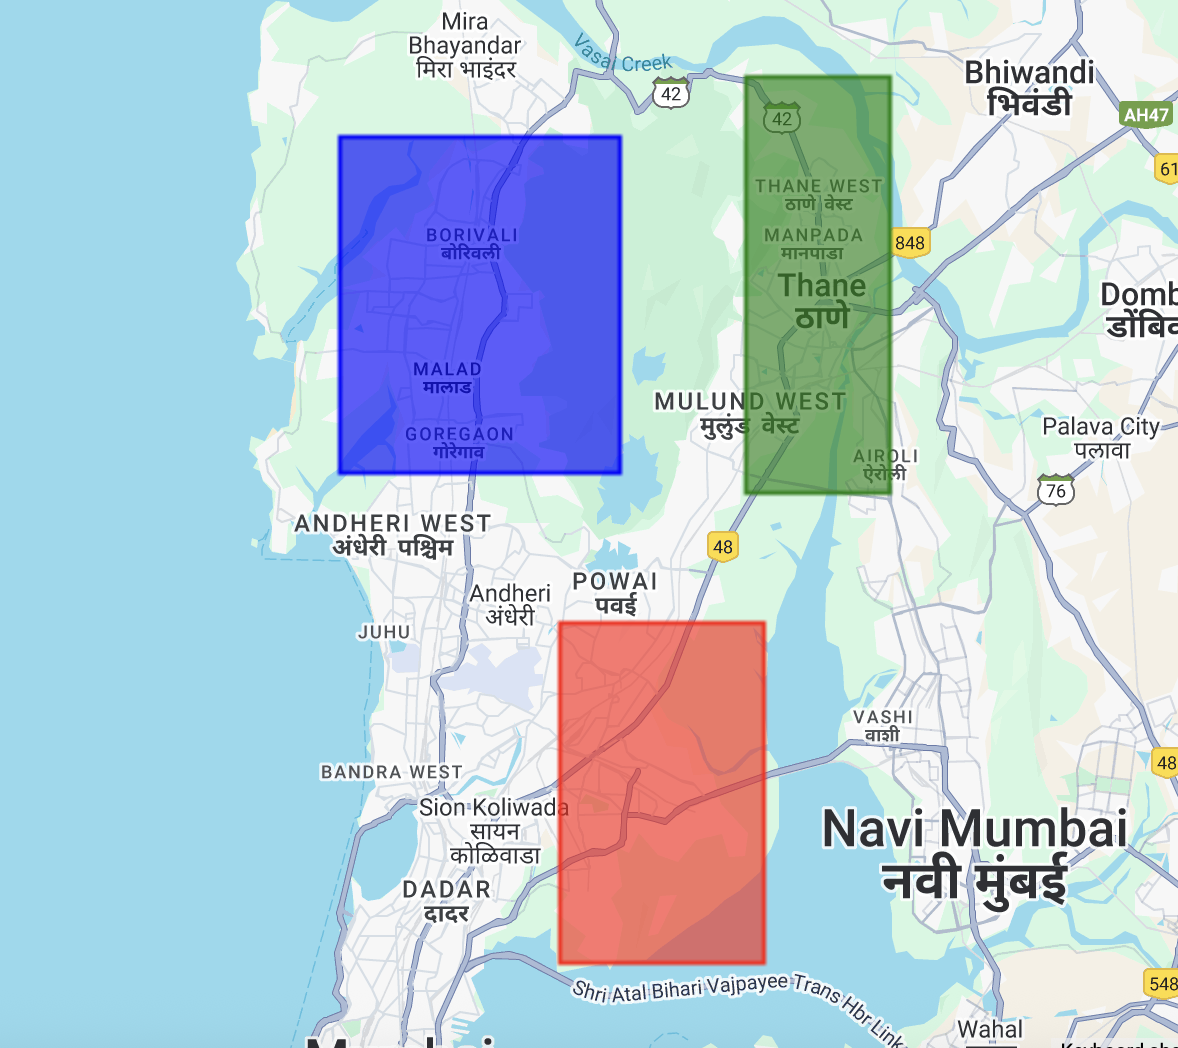 Mira
Bhayandar
मिरा भाइंदर
Vasai Creek
42
Bhiwandi
भिवंडी
AH47
42
61
THANE WEST
ठाणे वेस्ट
BORIVALI
बोरिवली
MANPADA
मानपाडा
848
Thane
ठाणे
Domb
डोंबिव
MALAD
मालाड
MULUND WEST
मुलुंड वेस्ट
GOREGAON
गोरेगाव
Palava City
पलावा
AIROLI
ऐरोली
76
ANDHERI WEST
अंधेरी पश्चिम
48
POWAI
पवई
Andheri
अंधेरी
JUHU
VASHI
वाशी
48
BANDRA WEST
Sion Koliwada
सायन
कोळिवाडा
Navi Mumbai
नवी मुंबई
DADAR
दादर
548
Shri Atal Bihari Vajpayee Trans Hbr Link
Wahal